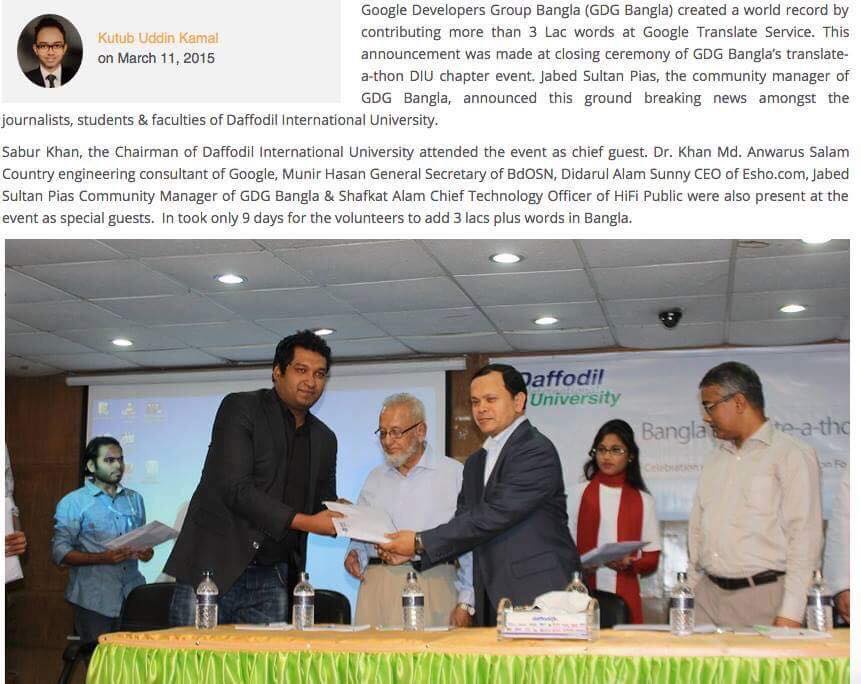 Kutub Uddin Kamal
on March 11, 2015
Google Developers Group Bangla (GDG Bangla) created a world record by
contributing more than 3 Lac words at Google Translate Service. This
announcement was made at closing ceremony of GDG Bangla's translate-
a-thon DIU chapter event. Jabed Sultan Pias, the community manager of
GDG Bangla, announced this ground breaking news amongst the
journalists, students & faculties of Daffodil International University.
Sabur Khan, the Chairman of Daffodil International University attended the event as chief guest. Dr. Khan Md. Anwarus Salam
Country engineering consultant of Google, Munir Hasan General Secretary of BdOSN, Didarul Alam Sunny CEO of Esho.com, Jabed
Sultan Pias Community Manager of GDG Bangla & Shafkat Alam Chief Technology Officer of HiFi Public were also present at the
event as special guests. In took only 9 days for the volunteers to add 3 lacs plus words in Bangla.
Daffodil
International
University
Bangla te-a-tho
Celebration
daffodil